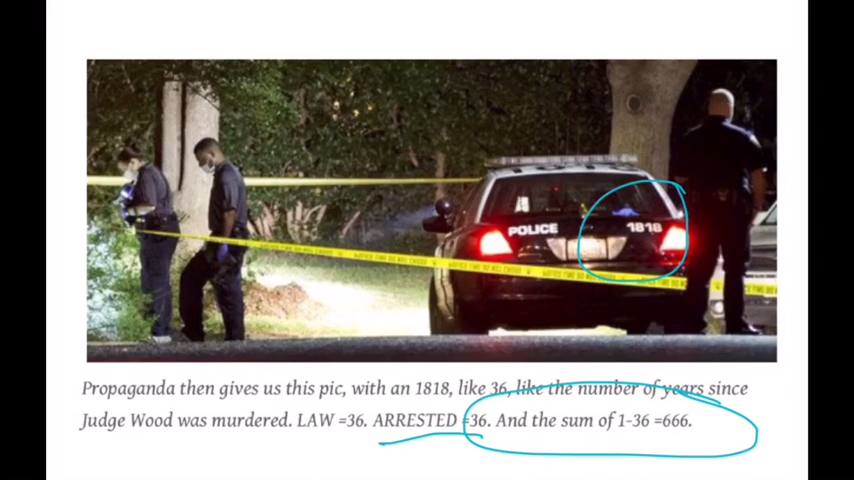 POLICE 1818
Propaganda then gives us this pic, with an 1818, like 36, like the number of years since
Judge Wood was murdered. LAW =36. ARRESTED =36. And the sum of 1-36 =666.